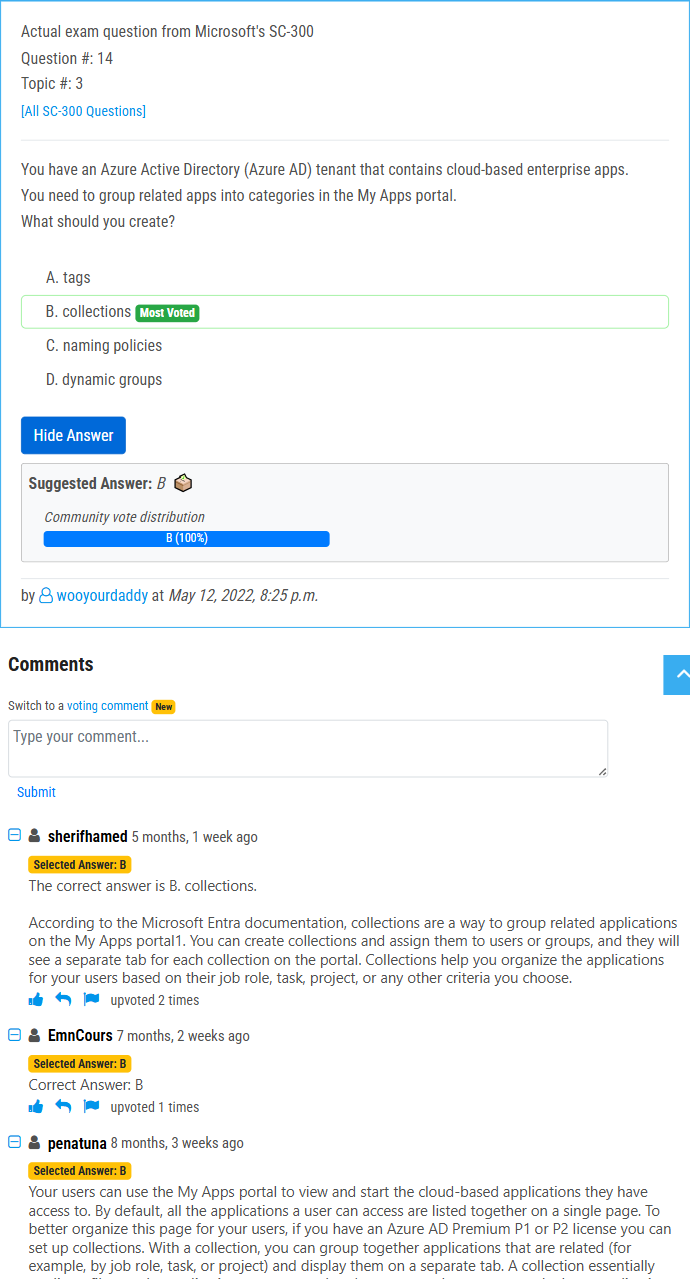 Actual exam question from Microsoft's SC-300
Question #: 14
Topic #: 3
[All SC-300 Questions]
You have an Azure Active Directory (Azure AD) tenant that contains cloud-based enterprise apps.
You need to group related apps into categories in the My Apps portal.
What should you create?
A. tags
B. collections Most Voted
C. naming policies
D. dynamic groups
Hide Answer
Suggested Answer: B
Community vote distribution
B (100%)
by wooyourdaddy at May 12, 2022, 8:25 p.m.
Comments
Switch to a voting comment New
Type your comment...
Submit
sherifhamed 5 months, 1 week ago
Selected Answer: B
The correct answer is B. collections.
According to the Microsoft Entra documentation, collections are a way to group related applications
on the My Apps portal1. You can create collections and assign them to users or groups, and they will
see a separate tab for each collection on the portal. Collections help you organize the applications
for your users based on their job role, task, project, or any other criteria you choose.
upvoted 2 times
EmnCours 7 months, 2 weeks ago
Selected Answer: B
Correct Answer: B
upvoted 1 times
penatuna 8 months, 3 weeks ago
Selected Answer: B
Your users can use the My Apps portal to view and start the cloud-based applications they have
access to. By default, all the applications a user can access are listed together on a single page. To
better organize this page for your users, if you have an Azure AD Premium P1 or P2 license you can
set up collections. With a collection, you can group together applications that are related (for
example, by job role, task, or project) and display them on a separate tab. A collection essentially